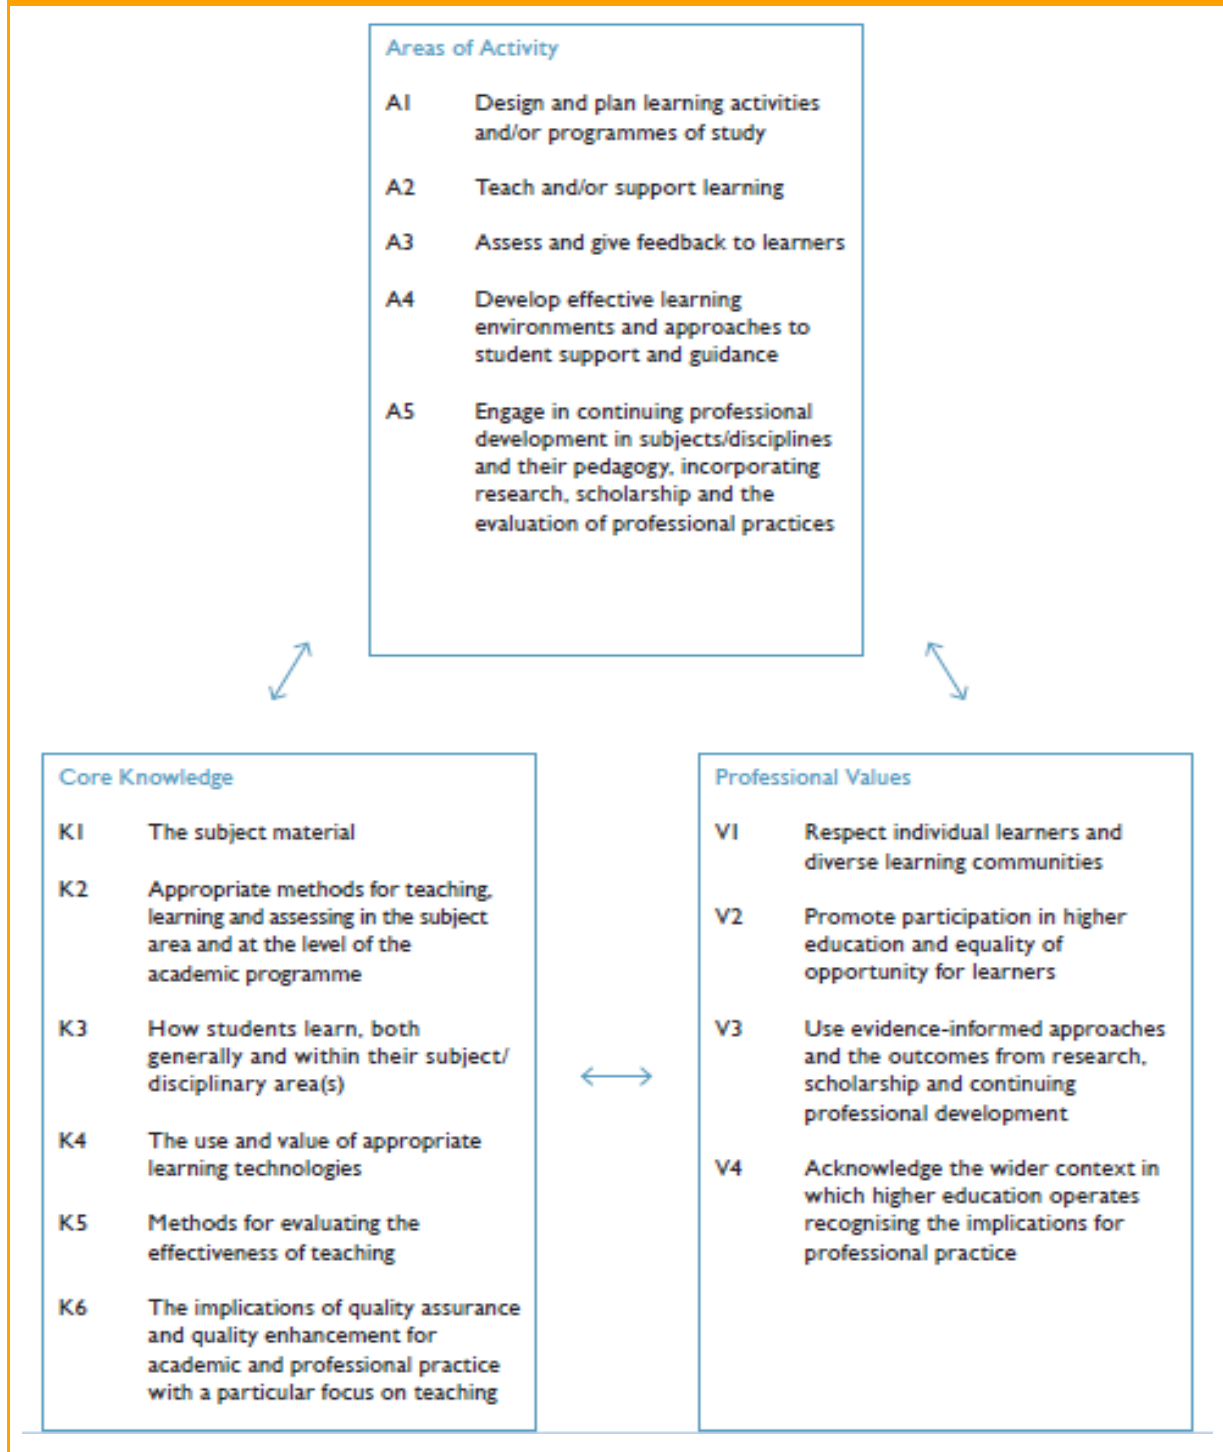 Areas of Activity
A1 Design and plan learning activities
and/or programmes of study
A2 Teach and/or support learning
A3 Assess and give feedback to learners
A4 Develop effective learning
environments and approaches to
student support and guidance
A5 Engage in continuing professional
development in subjects/disciplines
and their pedagogy, incorporating
research, scholarship and the
evaluation of professional practices
Core Knowledge
K1 The subject material
K2 Appropriate methods for teaching,
learning and assessing in the subject
area and at the level of the
academic programme
K3 How students learn, both
generally and within their subject/
disciplinary area(s)
K4 The use and value of appropriate
learning technologies
K5 Methods for evaluating the
effectiveness of teaching
K6 The implications of quality assurance
and quality enhancement for
academic and professional practice
with a particular focus on teaching
Professional Values
V1 Respect individual learners and
diverse learning communities
V2 Promote participation in higher
education and equality of
opportunity for learners
V3 Use evidence-informed approaches
and the outcomes from research,
scholarship and continuing
professional development
V4 Acknowledge the wider context in
which higher education operates
recognising the implications for
professional practice